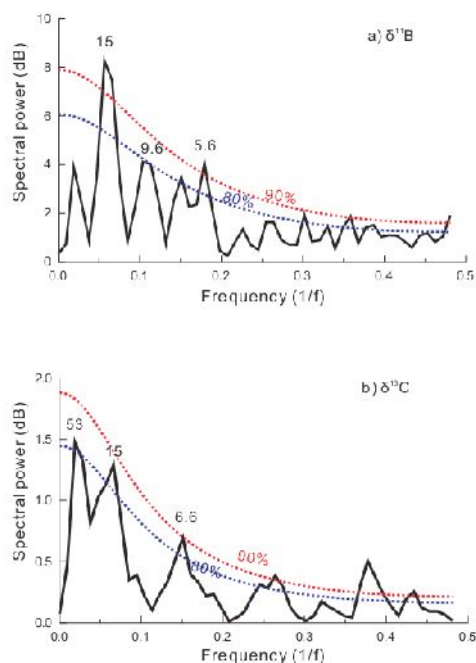 a) δ¹¹B
Spectral power (dB)
10
8
6
4
2
0
15
9.6
5.6
80%
90%
0.0 0.1 0.2 0.3 0.4 0.5
Frequency (1/f)
b) δ¹³C
Spectral power (dB)
2.0
1.5
1.0
0.5
0.0
53
15
6.6
80%
90%
0.0 0.1 0.2 0.3 0.4 0.5
Frequency (1/f)